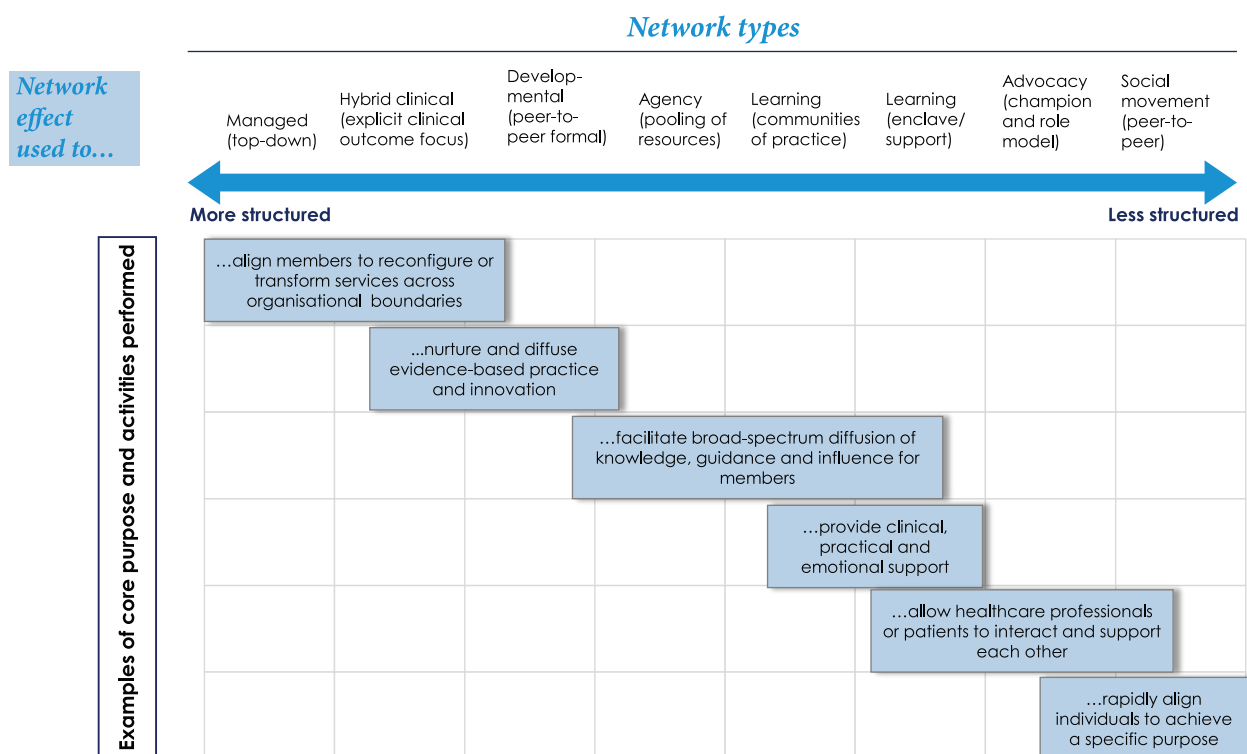 Network types
Network
effect
used to…
Managed
(top-down)
Hybrid clinical
(explicit clinical
outcome focus)
Develop-
mental
(peer-to-
peer formal)
Agency
(pooling of
resources)
Learning
(communities
of practice)
Learning
(enclave/
support)
Advocacy
(champion
and role
model)
Social
movement
(peer-to-
peer)
More structured
Less structured
Examples of core purpose and activities performed
…align members to reconfigure or
transform services across
organisational boundaries
...nurture and diffuse
evidence-based practice
and innovation
…facilitate broad-spectrum diffusion of
knowledge, guidance and influence for
members
…provide clinical,
practical and
emotional support
…allow healthcare professionals
or patients to interact and support
each other
…rapidly align
individuals to achieve
a specific purpose